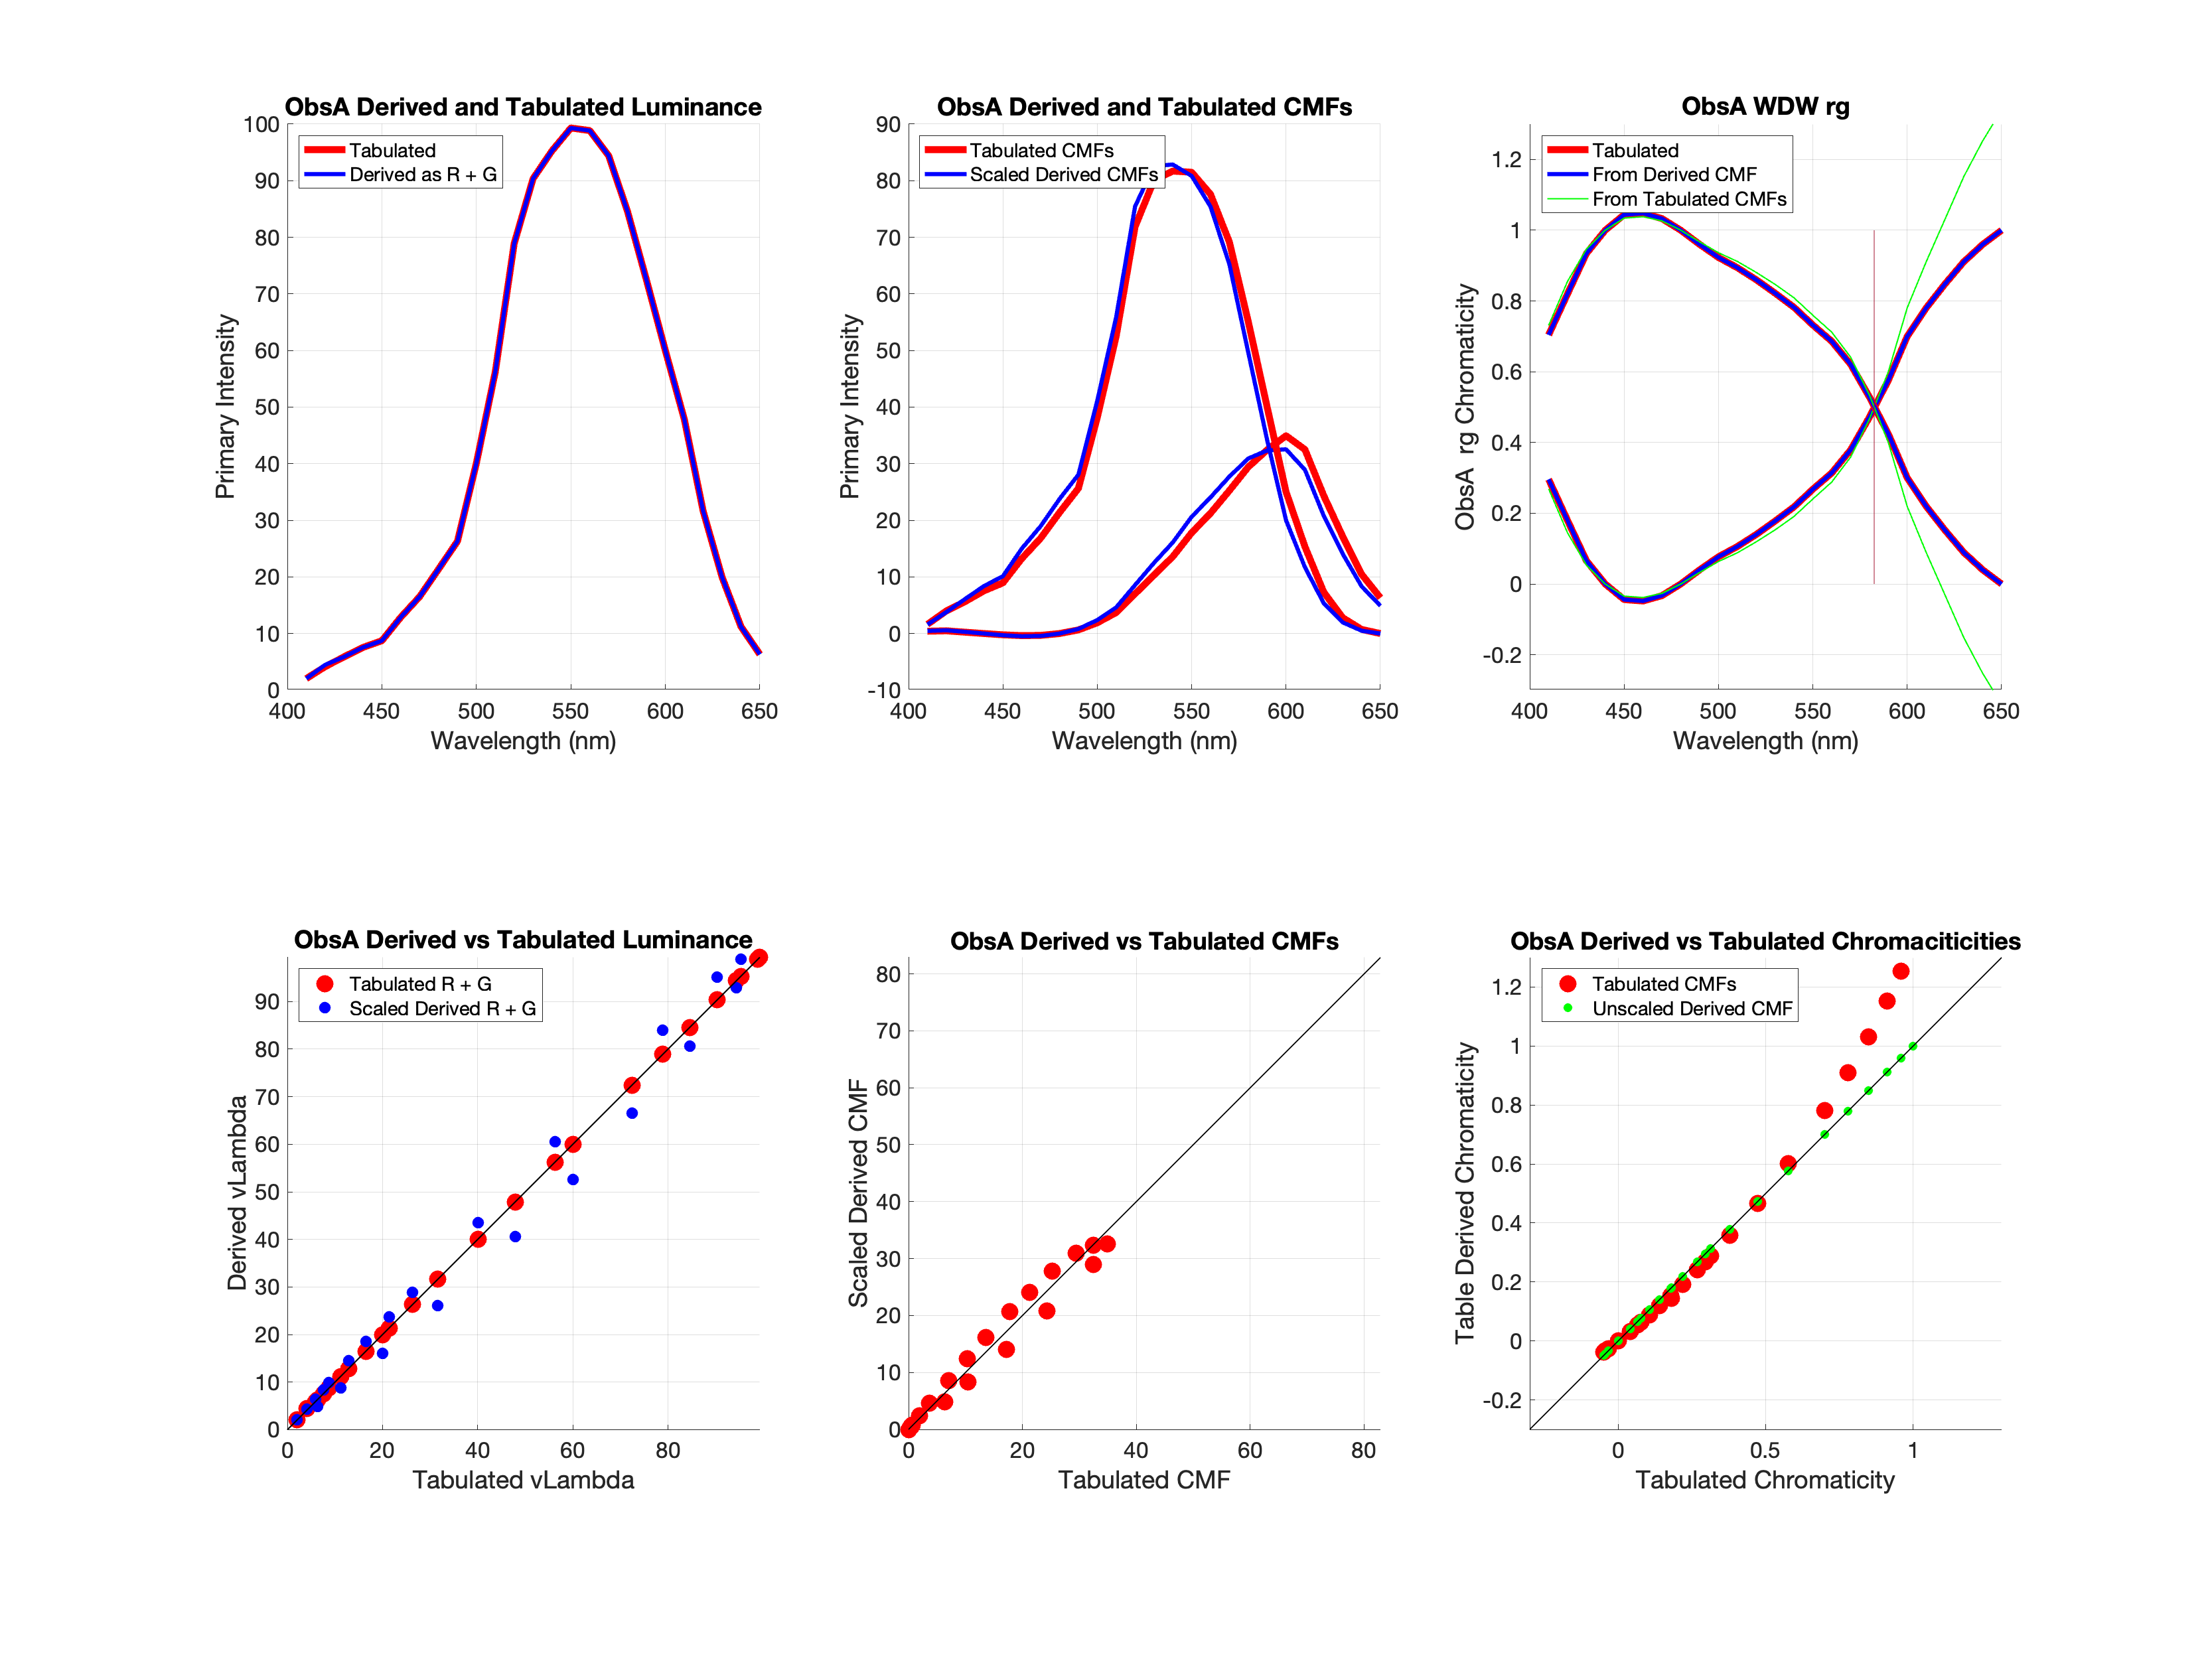 ObsA Derived and Tabulated Luminance
100
90
80
70
60
50
40
30
20
10
0
400 450 500 550 600 650
Wavelength (nm)
Primary Intensity
Tabulated
Derived as R + G
ObsA Derived and Tabulated CMFs
90
80
70
60
50
40
30
20
10
0
-10
400 450 500 550 600 650
Wavelength (nm)
Primary Intensity
Tabulated CMFs
Scaled Derived CMFs
ObsA WDW rg
1.2
1
0.8
0.6
0.4
0.2
0
-0.2
400 450 500 550 600 650
Wavelength (nm)
ObsA rg Chromaticity
Tabulated
From Derived CMF
From Tabulated CMFs
ObsA Derived vs Tabulated Luminance
90
80
70
60
50
40
30
20
10
0
0 20 40 60 80
Tabulated vLambda
Derived vLambda
Tabulated R + G
Scaled Derived R + G
ObsA Derived vs Tabulated CMFs
80
70
60
50
40
30
20
10
0
0 20 40 60 80
Tabulated CMF
Scaled Derived CMF
ObsA Derived vs Tabulated Chromaciticities
1.2
1
0.8
0.6
0.4
0.2
0
-0.2
0 0.5 1
Tabulated Chromaticity
Table Derived Chromaticity
Tabulated CMFs
Unscaled Derived CMF